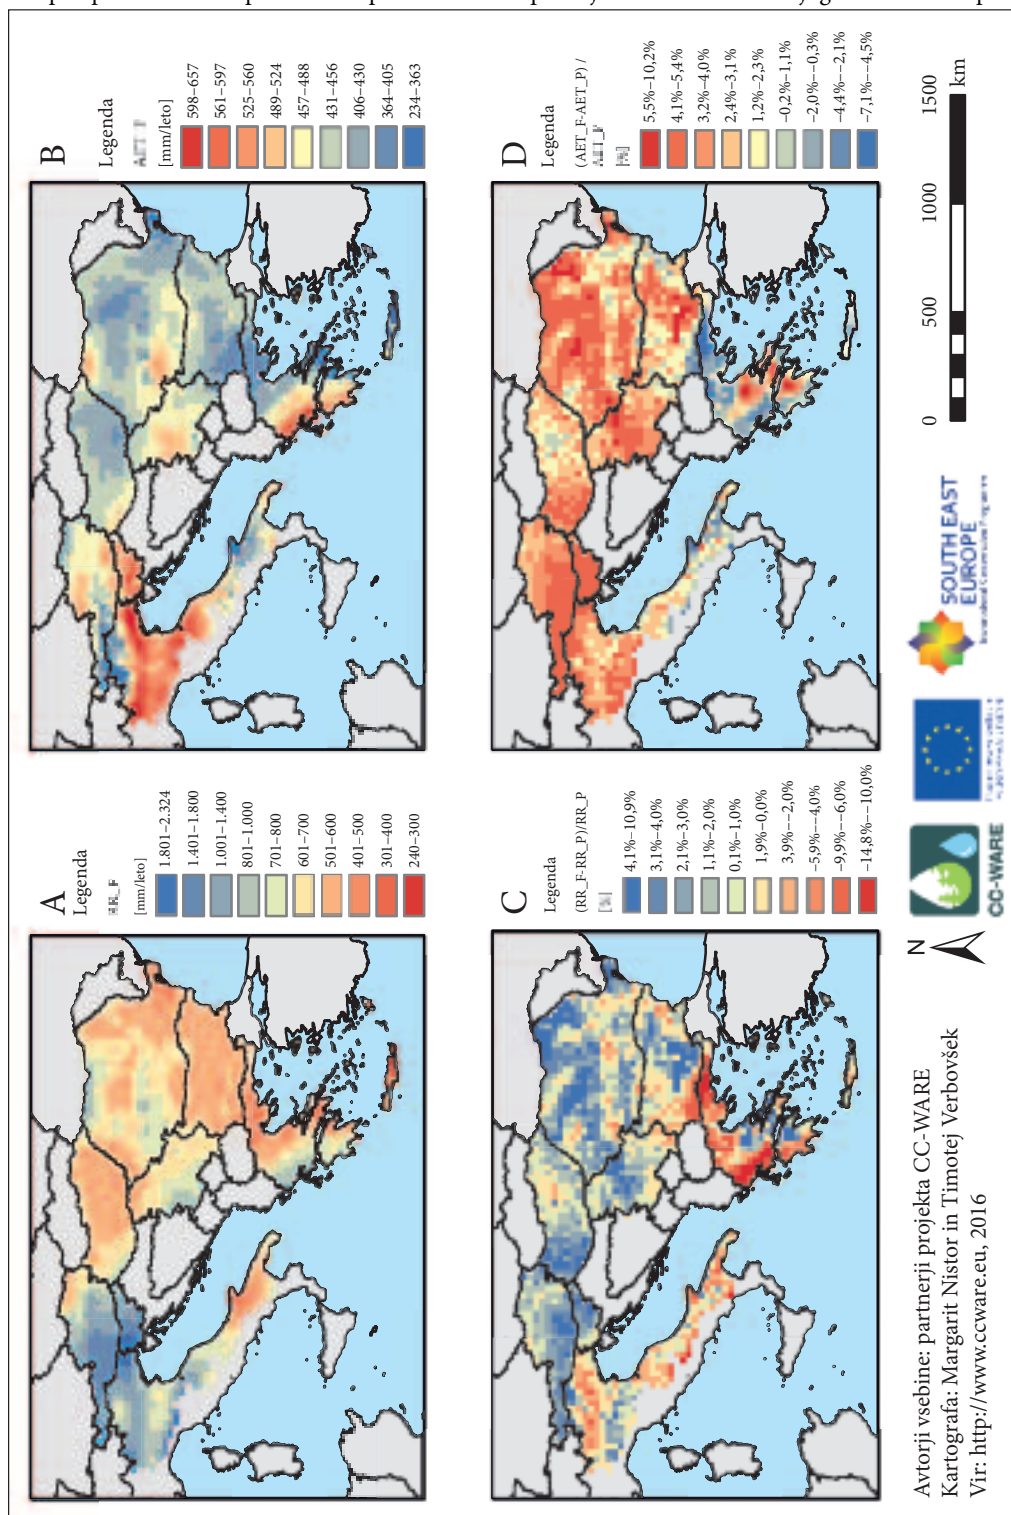 A
Legenda
RR_F
[mm/leto]
1.801–2.324
1.401–1.800
1.001–1.400
801–1.000
701–800
601–700
501–600
401–500
301–400
240–300
B
Legenda
AET_F
[mm/leto]
598–657
561–597
525–560
489–524
457–488
431–456
406–430
364–405
234–363
C
Legenda
(RR_F-RR_P)/RR_P
[%]
4,1%–10,9%
3,1%–4,0%
2,1%–3,0%
1,1%–2,0%
0,1%–1,0%
1,9%–0,0%
3,9%––2,0%
–5,9%––4,0%
–9,9%––6,0%
–14,8%––10,0%
D
Legenda
(AET_F-AET_P) /
AET_F
[%]
5,5%–10,2%
4,1%–5,4%
3,2%–4,0%
2,4%–3,1%
1,2%–2,3%
–0,2%–1,1%
–2,0%––0,3%
–4,4%––2,1%
–7,1%––4,5%
Avtorji vsebine: partnerji projekta CC-WARE
Kartografa: Margarit Nistor in Timotej Verbovšek
Vir: http://www.ccware.eu, 2016
N
CC-WARE
SOUTH EAST
EUROPE
0 500 1000 1500
km